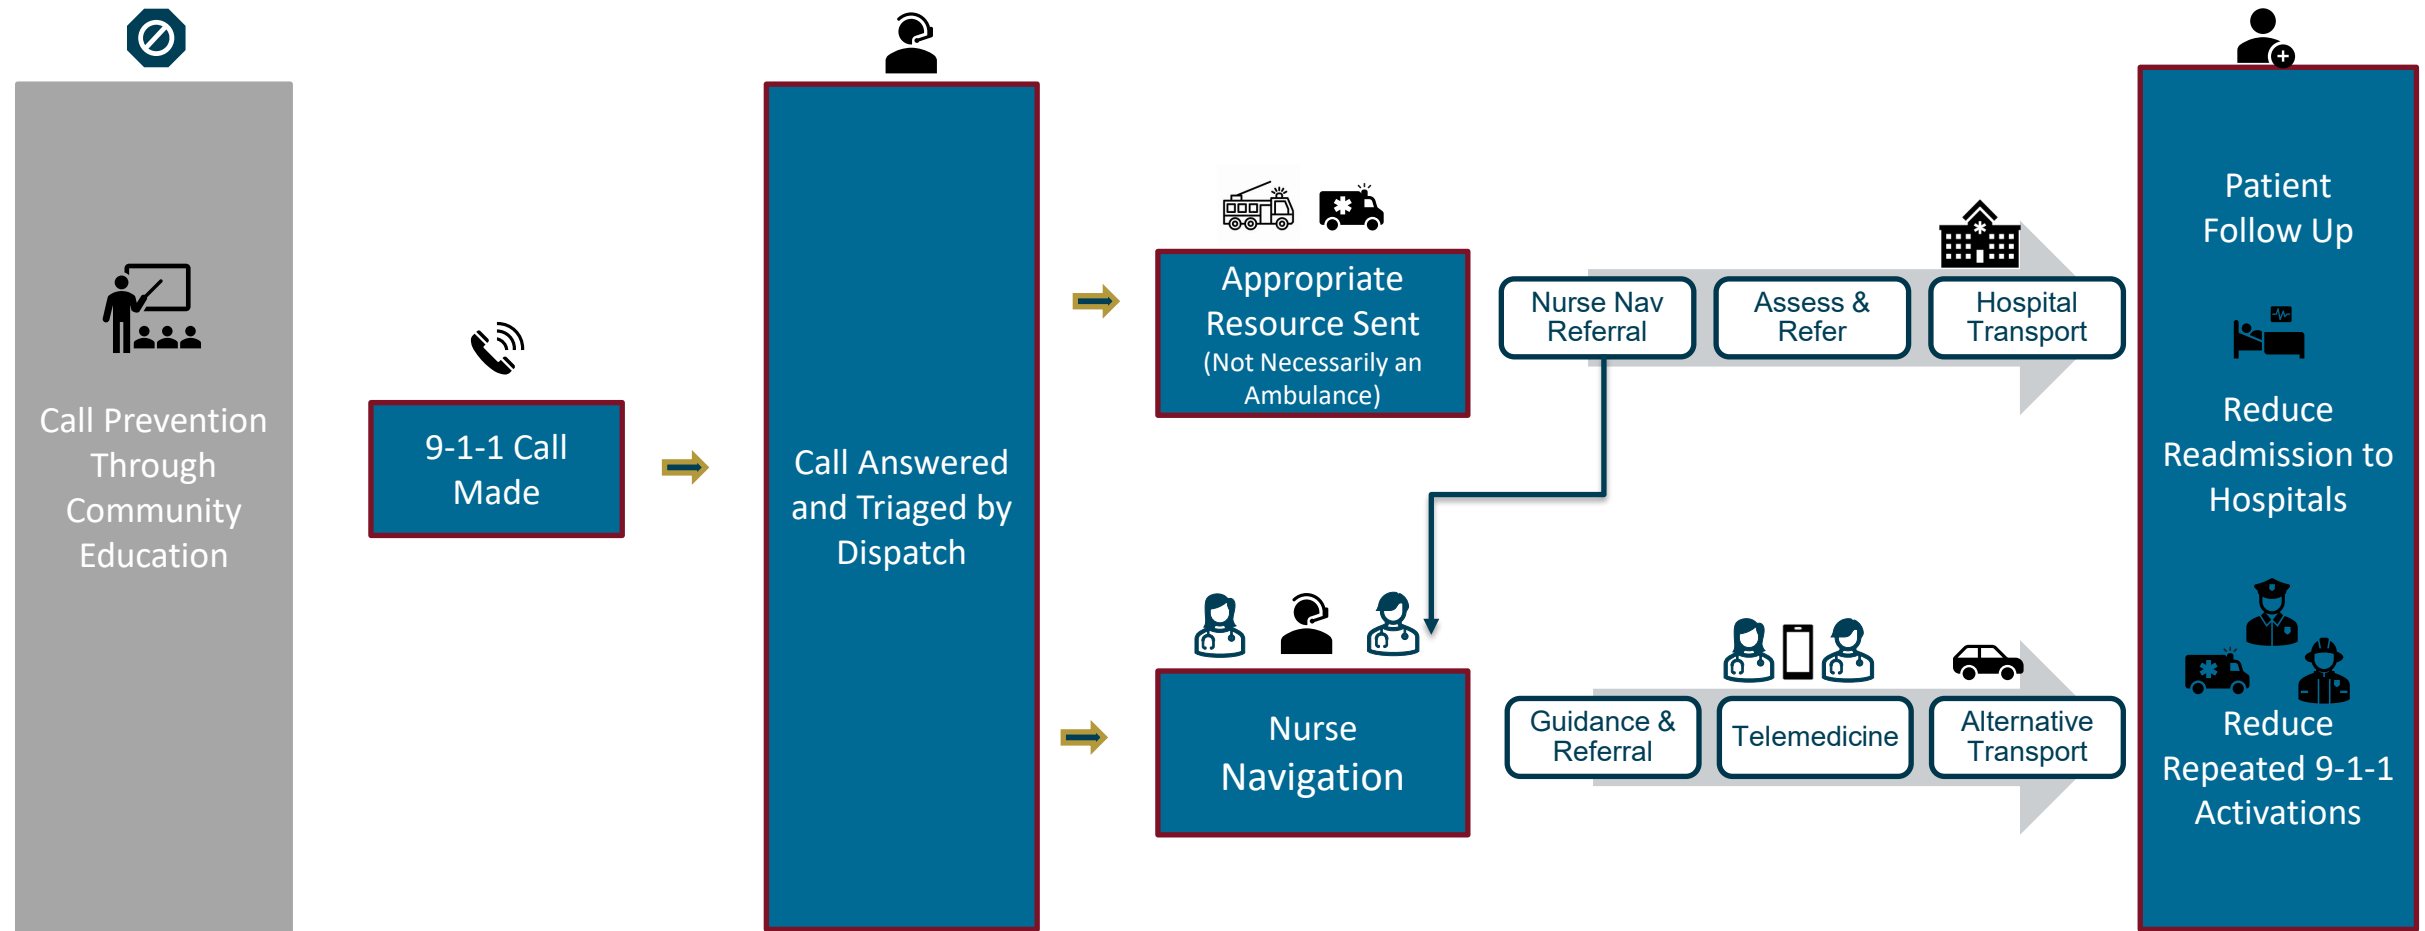 Call Prevention
Through
Community
Education
9-1-1 Call
Made
Call Answered
and Triaged by
Dispatch
Appropriate
Resource Sent
(Not Necessarily an
Ambulance)
Nurse Nav
Referral
Assess &
Refer
Hospital
Transport
Nurse
Navigation
Guidance &
Referral
Telemedicine
Alternative
Transport
Patient
Follow Up
Reduce
Readmission to
Hospitals
Reduce
Repeated 9-1-1
Activations